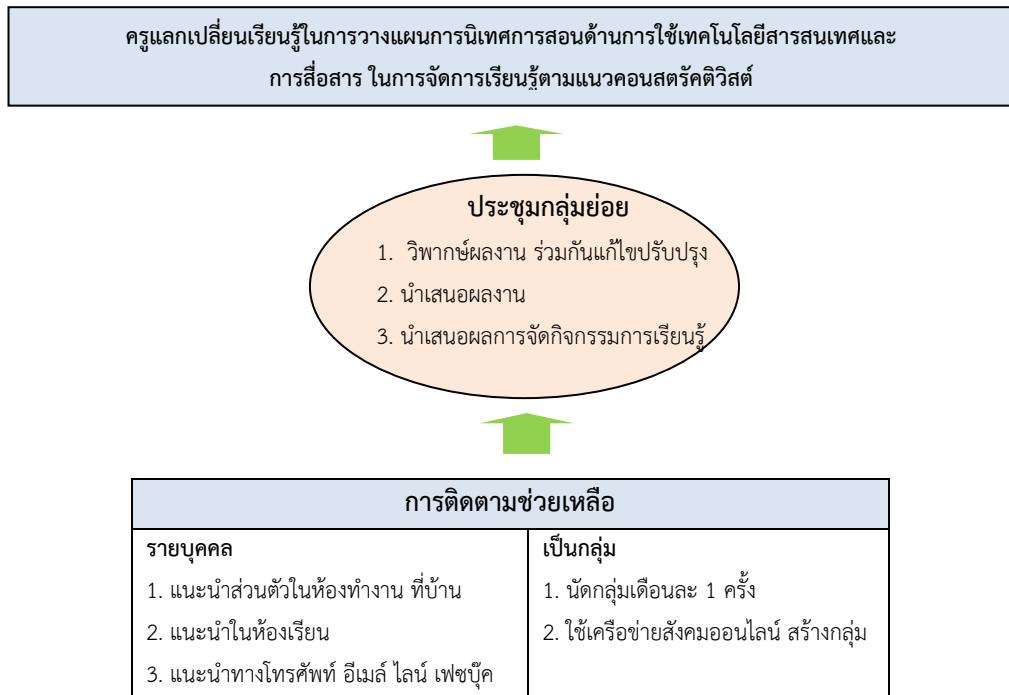 ครูแลกเปลี่ยนเรียนรู้ในการวางแผนการนิเทศการสอนด้านการใช้เทคโนโลยีสารสนเทศและ
การสื่อสาร ในการจัดการเรียนรู้ตามแนวคอนสตรัคติวิสต์
ประชุมกลุ่มย่อย
1. วิพากษ์ผลงาน ร่วมกันแก้ไขปรับปรุง
2. นำเสนอผลงาน
3. นำเสนอผลการจัดกิจกรรมการเรียนรู้
การติดตามช่วยเหลือ
รายบุคคล
1. แนะนำส่วนตัวในห้องทำงาน ที่บ้าน
2. แนะนำในห้องเรียน
3. แนะนำทางโทรศัพท์ อีเมล์ ไลน์ เฟซบุ๊ค
เป็นกลุ่ม
1. นัดกลุ่มเดือนละ 1 ครั้ง
2. ใช้เครือข่ายสังคมออนไลน์ สร้างกลุ่ม